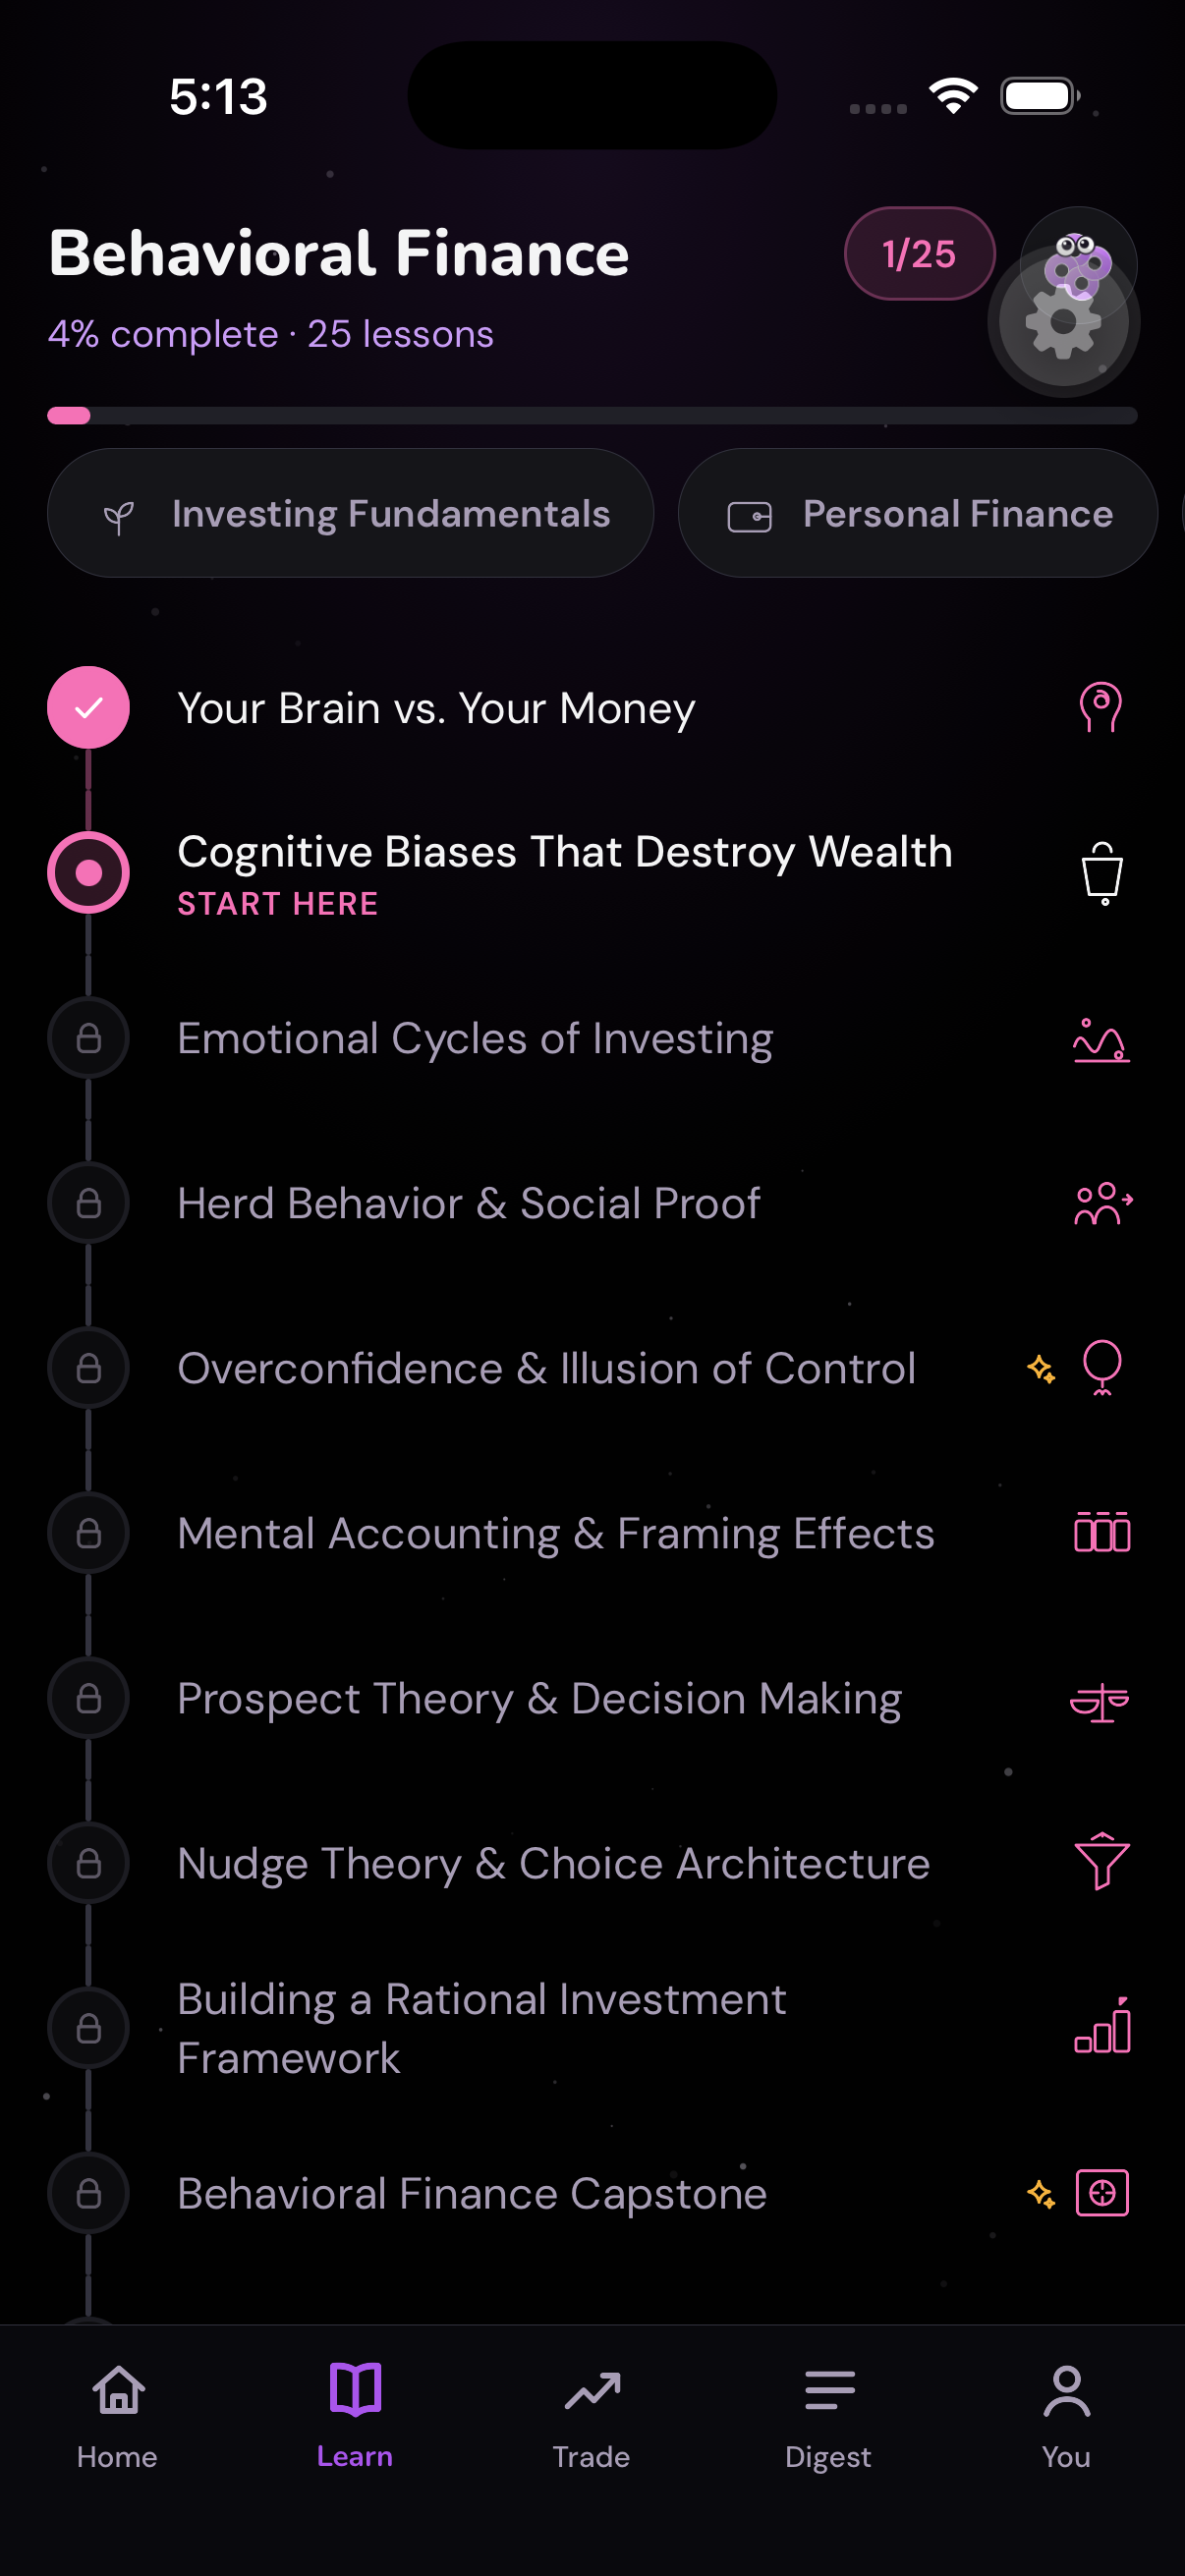 5:13
Behavioral Finance
1/25
4% complete · 25 lessons
Investing Fundamentals
Personal Finance
Your Brain vs. Your Money
Cognitive Biases That Destroy Wealth
START HERE
Emotional Cycles of Investing
Herd Behavior & Social Proof
Overconfidence & Illusion of Control
Mental Accounting & Framing Effects
Prospect Theory & Decision Making
Nudge Theory & Choice Architecture
Building a Rational Investment
Framework
Behavioral Finance Capstone
Home
Learn
Trade
Digest
You